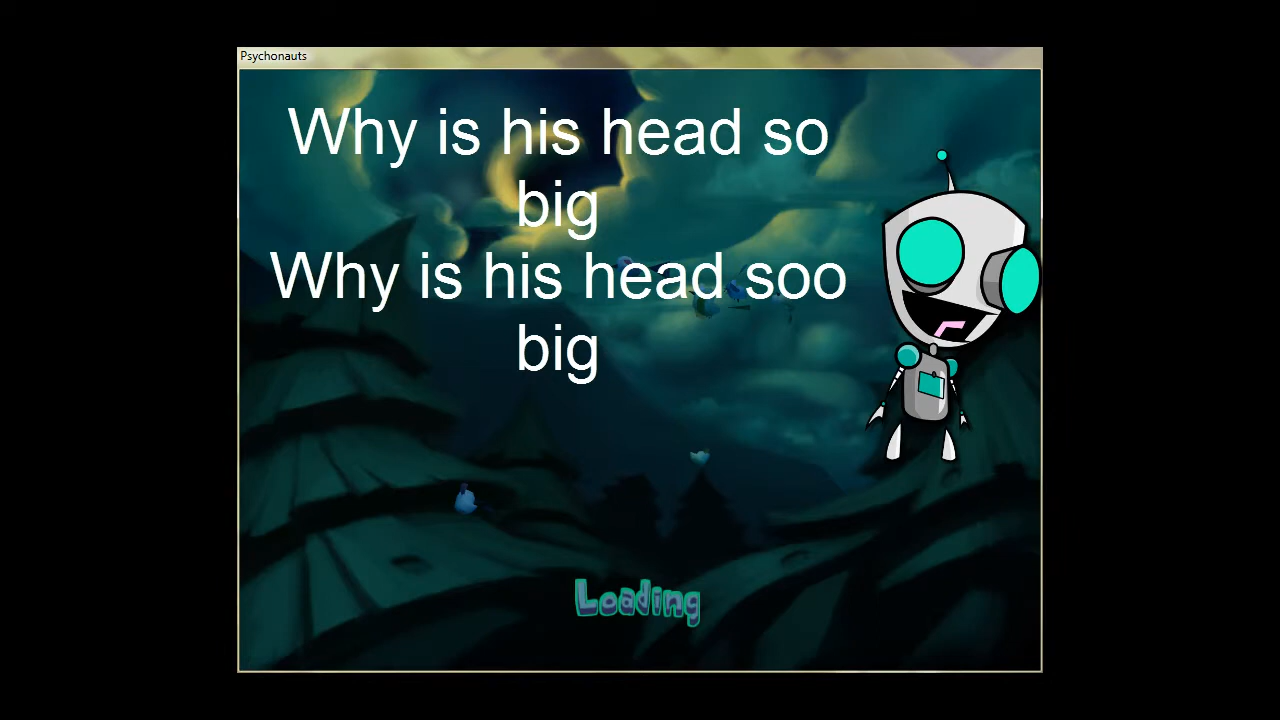 Psychonauts
Why is his head so
big
Why is his head soo
big
Loading